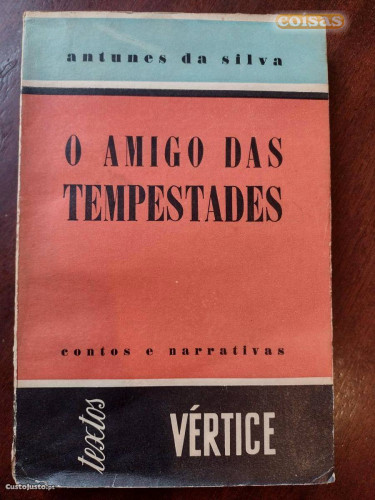 coisas
antunes da silva
O AMIGO DAS
TEMPESTADES
contos e narrativas
textos
VÉRTICE
CustoJusto.pt